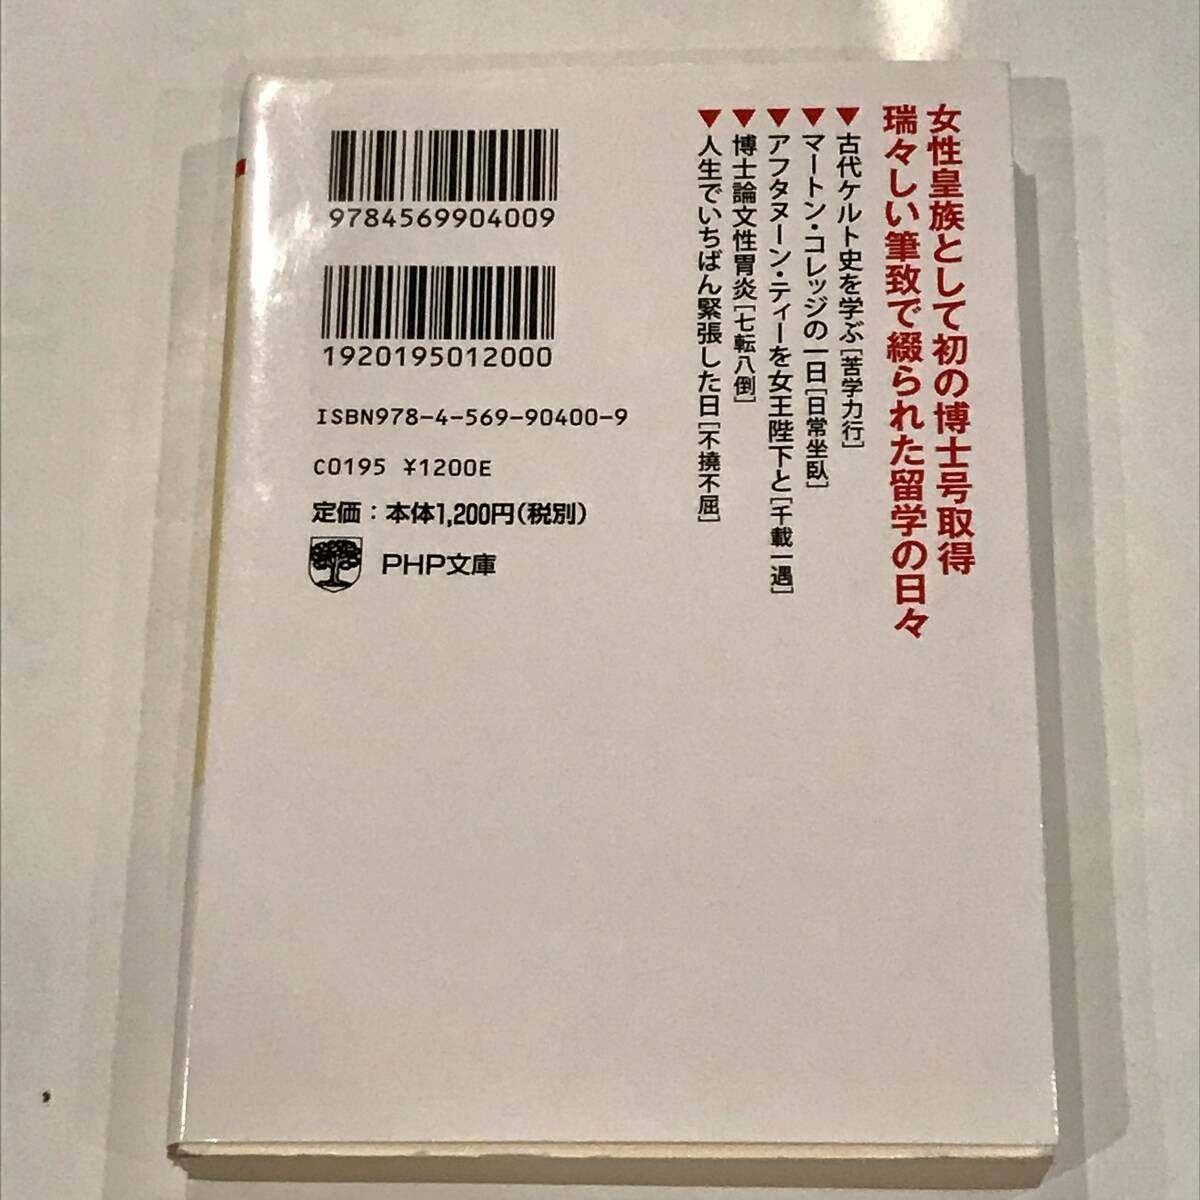 女性皇族として初の博士号取得
瑞々しい筆致で綴られた留学の日々
▼古代ケルト史を学ぶ[苦学力行]
▼マートン・コレッジの一日[日常坐臥]
▼アフタヌーン・ティーを女王陛下と[千載一遇]
▼博士論文性胃炎[七転八倒]
▼人生でいちばん緊張した日[不撓不屈]
9784569904009
1920195012000
ISBN978-4-569-90400-9
C0195 ¥1200E
定価：本体1,200円(税別)
PHP文庫